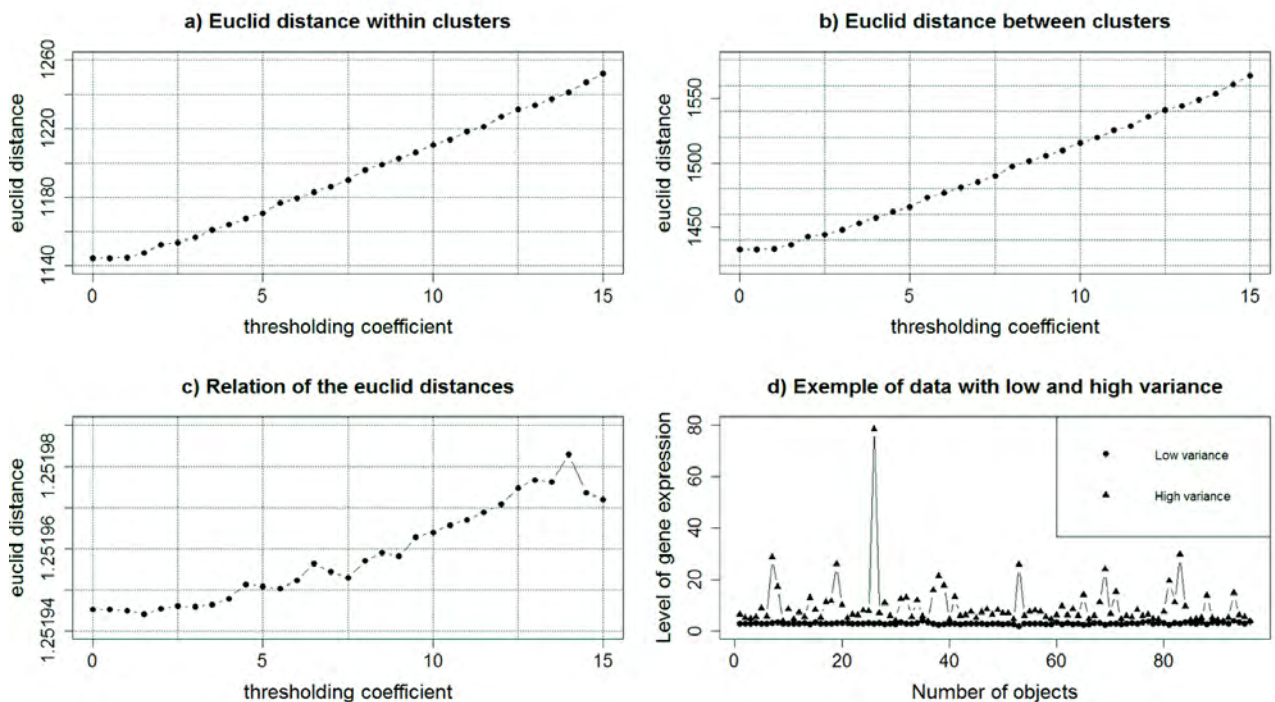 a) Euclid distance within clusters
euclid distance
1140 1180 1220 1260
0 5 10 15
thresholding coefficient
b) Euclid distance between clusters
euclid distance
1450 1500 1550
0 5 10 15
thresholding coefficient
c) Relation of the euclid distances
euclid distance
1.25194 1.25196 1.25198
0 5 10 15
thresholding coefficient
d) Exemple of data with low and high variance
Level of gene expression
0 20 40 60 80
Low variance
High variance
0 20 40 60 80
Number of objects